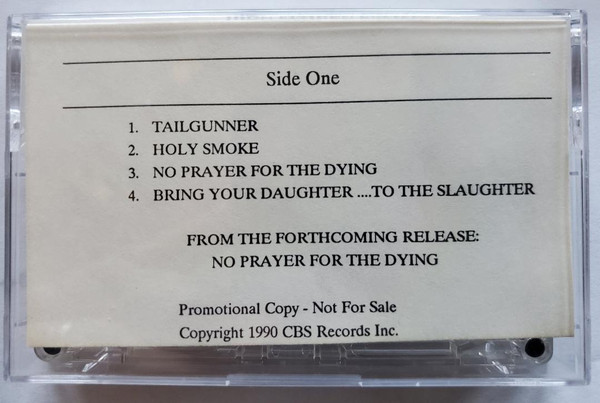 Side One
1. TAILGUNNER
2. HOLY SMOKE
3. NO PRAYER FOR THE DYING
4. BRING YOUR DAUGHTER ....TO THE SLAUGHTER
FROM THE FORTHCOMING RELEASE:
NO PRAYER FOR THE DYING
Promotional Copy - Not For Sale
Copyright 1990 CBS Records Inc.